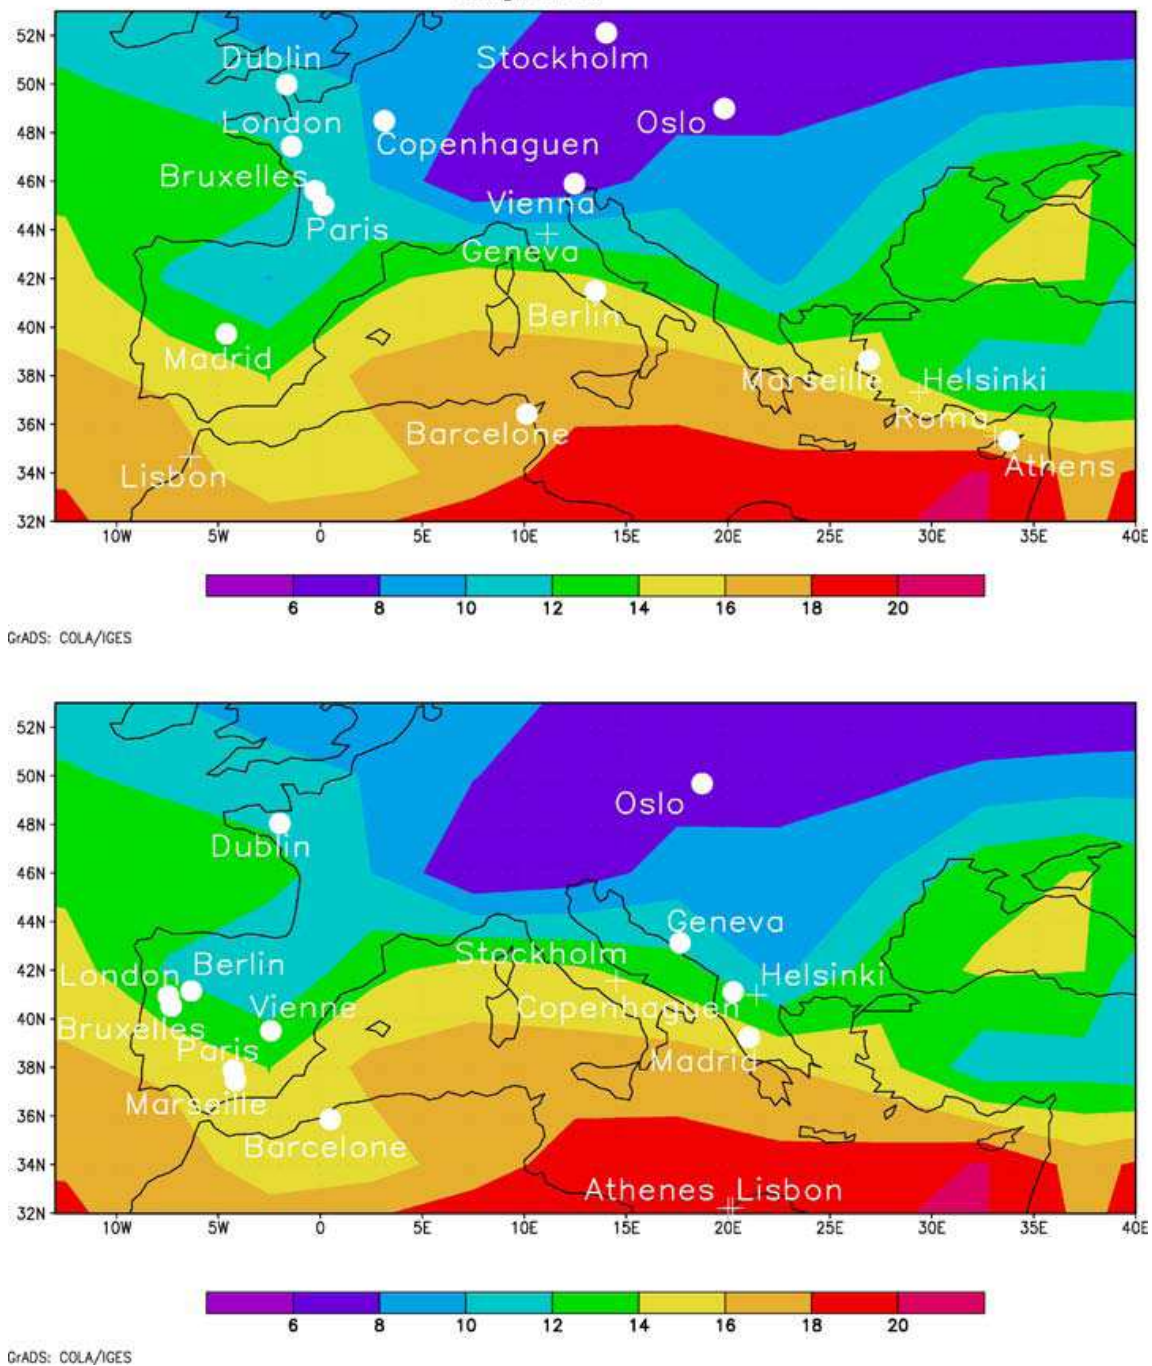 52N
Dublin
Stockholm
50N
London
Oslo
48N
Copenhaguen
46N
Bruxelles
Vienna
44N
Paris
Geneva
42N
Berlin
40N
Madrid
Marseille
Helsinki
38N
Roma
36N
Barcelone
Athens
34N
Lisbon
32N
10W 5W 0 5E 10E 15E 20E 25E 30E 35E 40E
6 8 10 12 14 16 18 20
GrADS: COLA/IGES
52N
50N
Oslo
48N
Dublin
46N
44N
Geneva
Stockholm
42N
London
Berlin
Helsinki
Copenhaguen
Vienne
40N
Bruxelles
Paris
Madrid
38N
Marseille
36N
Barcelone
34N
Athenes
Lisbon
32N
10W 5W 0 5E 10E 15E 20E 25E 30E 35E 40E
6 8 10 12 14 16 18 20
GrADS: COLA/IGES